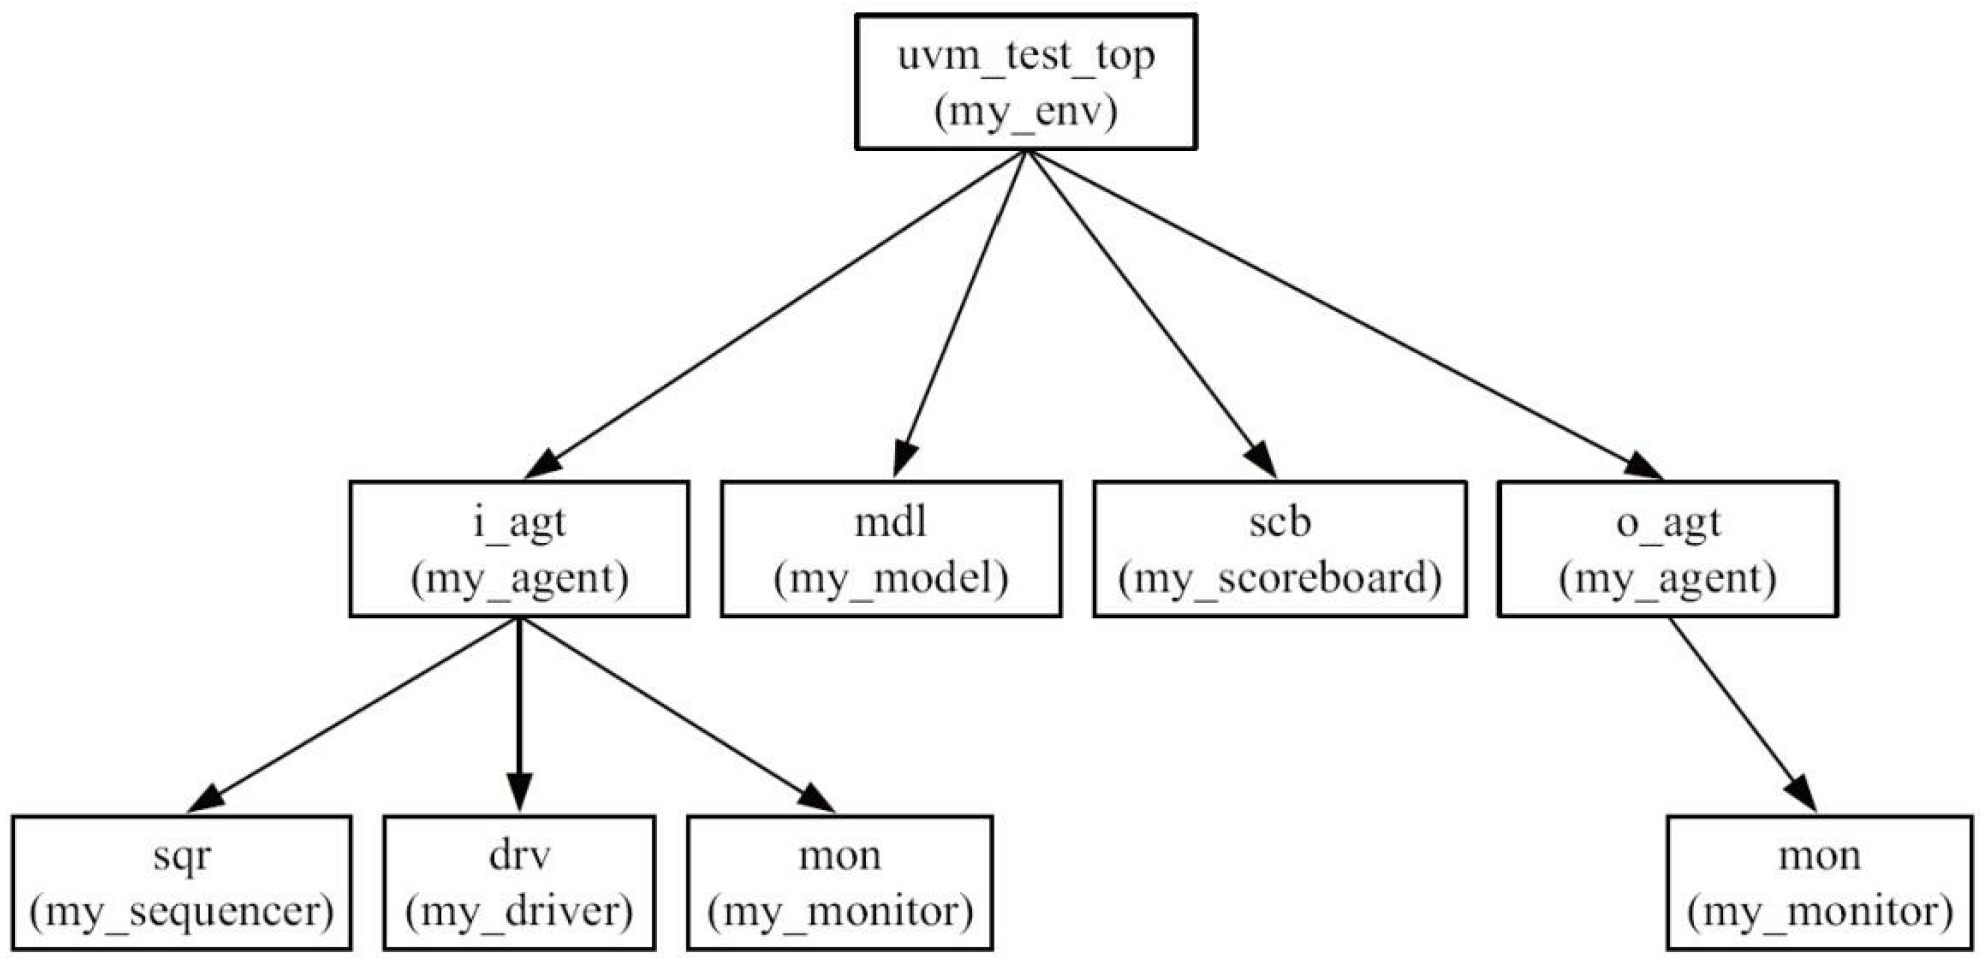 uvm_test_top
(my_env)
i_agt
(my_agent)
mdl
(my_model)
scb
(my_scoreboard)
o_agt
(my_agent)
sqr
(my_sequencer)
drv
(my_driver)
mon
(my_monitor)
mon
(my_monitor)